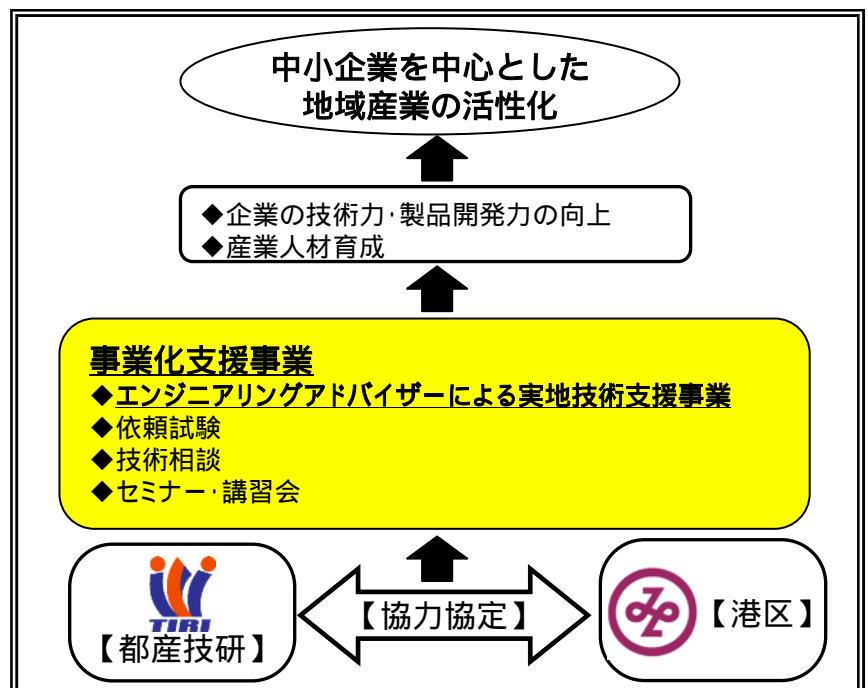 中小企業を中心とした
地域産業の活性化
◆企業の技術力･製品開発力の向上
◆産業人材育成
事業化支援事業
◆エンジニアリングアドバイザーによる実地技術支援事業
◆依頼試験
◆技術相談
◆セミナー･講習会
TIRI
【都産技研】
【協力協定】
【港区】